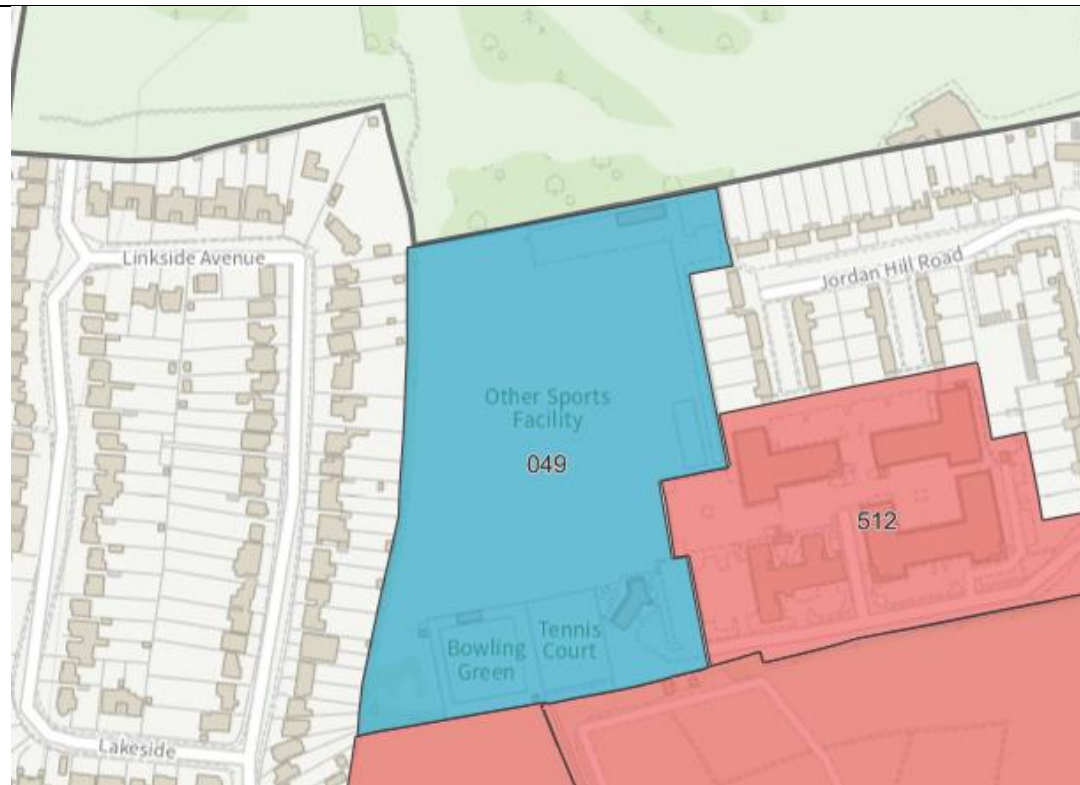 Linkside Avenue
Jordan Hill Road
Other Sports
Facility
049
512
Bowling
Green
Tennis
Court
Lakeside